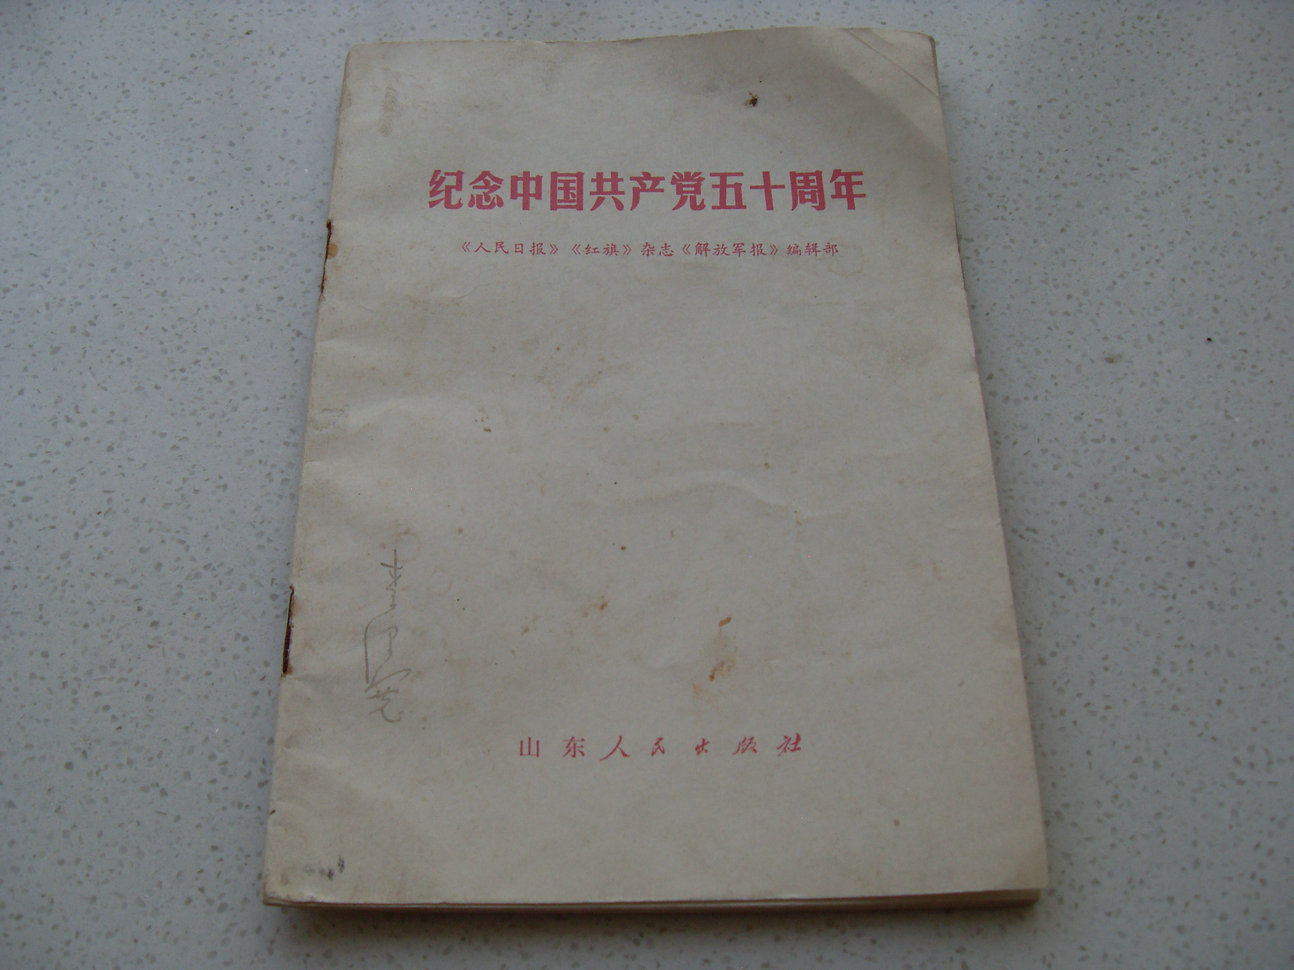 纪念中国共产党五十周年
《人民日报》《红旗》杂志《解放军报》编辑部
山东人民出版社